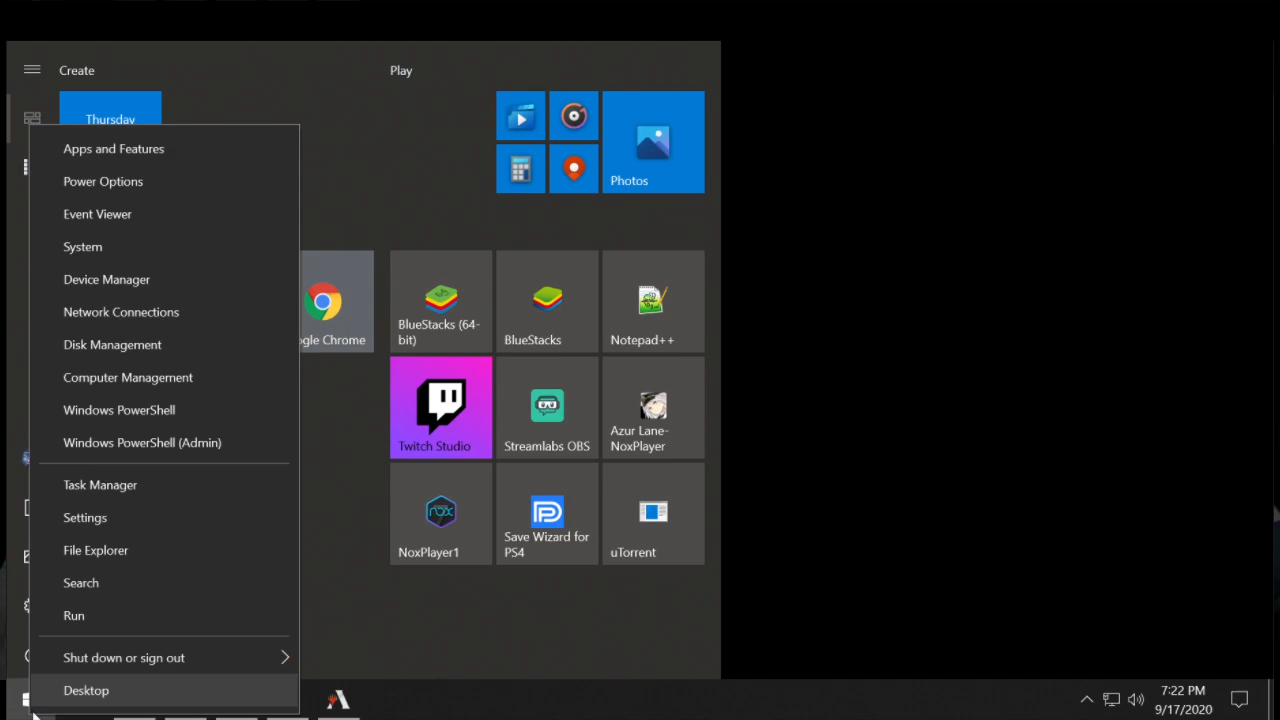 Create
Play
Thursday
Photos
Apps and Features
Power Options
Event Viewer
System
Device Manager
Network Connections
Disk Management
Computer Management
Windows PowerShell
Windows PowerShell (Admin)
Task Manager
Settings
File Explorer
Search
Run
Shut down or sign out
Desktop
gle Chrome
BlueStacks (64-
bit)
BlueStacks
Notepad++
Twitch Studio
Streamlabs OBS
Azur Lane-
NoxPlayer
nox
NoxPlayer1
Save Wizard for
PS4
uTorrent
7:22 PM
9/17/2020